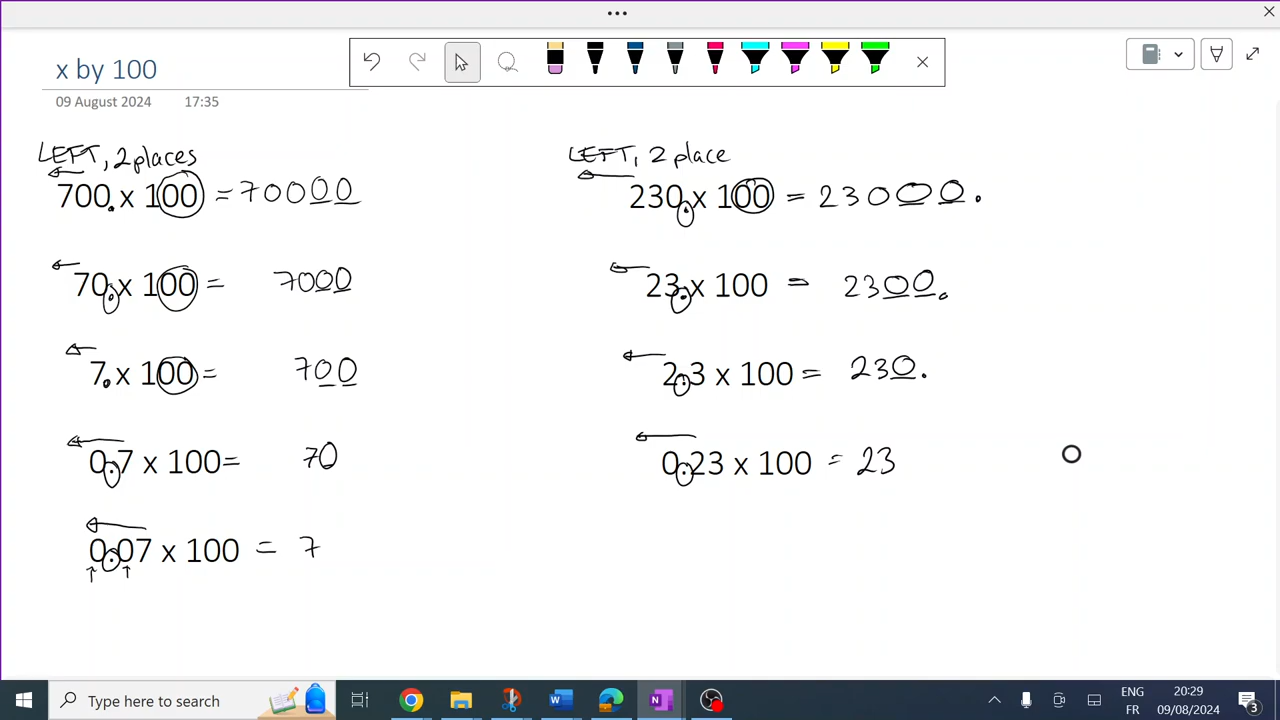 x by 100
09 August 2024 17:35
LEFT, 2 places
700 x 100 = 70000
70 x 100 = 7000
7 x 100 = 700
0.7 x 100 = 70
0.07 x 100 = 7
LEFT, 2 place
230 x 100 = 23000.
23 x 100 = 2300.
2.3 x 100 = 230.
0.23 x 100 = 23
Type here to search
ENG
FR
20:29
09/08/2024
3